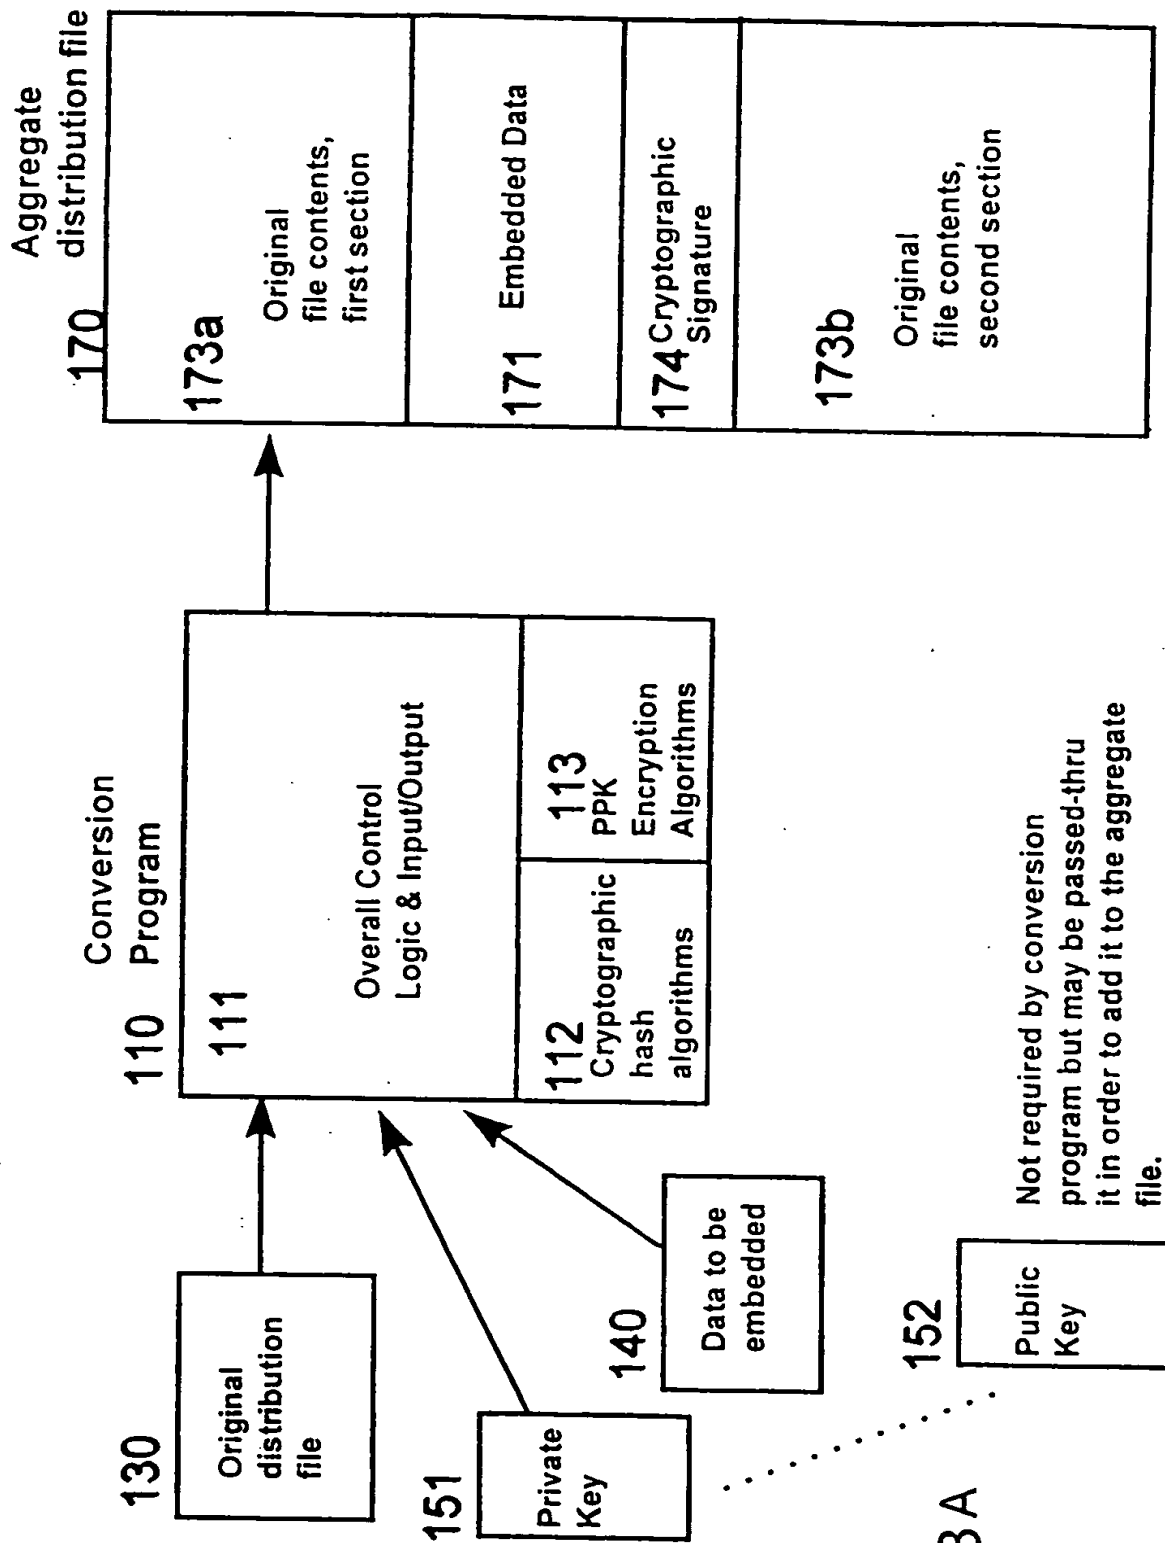 130
Original
distribution
file
151
Private
Key
140
Data to be
embedded
152
Public
Key
Not required by conversion
program but may be passed-thru
it in order to add it to the aggregate
file.
Conversion
110 Program
111
Overall Control
Logic & Input/Output
112
Cryptographic
hash
algorithms
113
PPK
Encryption
Algorithms
Aggregate
170 distribution file
173a
Original
file contents,
first section
171 Embedded Data
174 Cryptographic
Signature
173b
Original
file contents,
second section